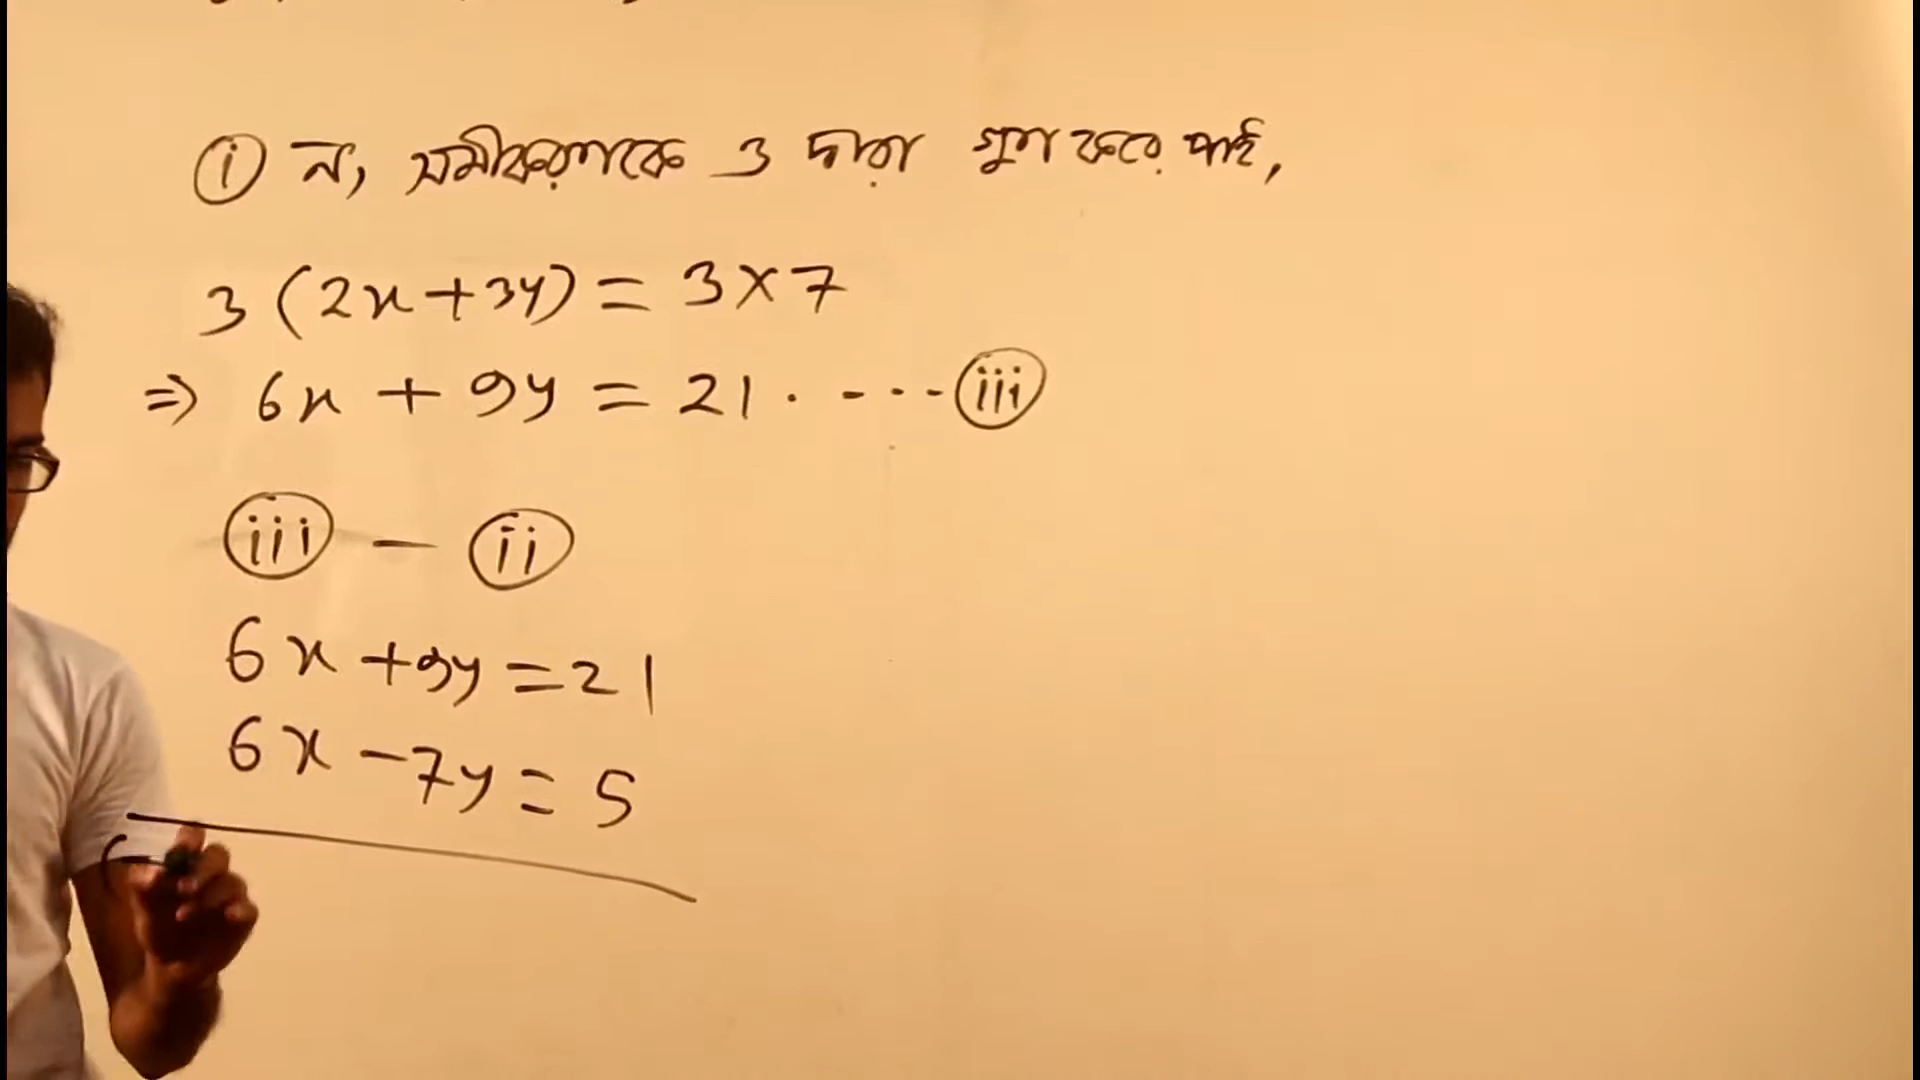 (i) নং সমীকরণকে 3 দ্বারা গুণ করে পাই,
3 (2x+3y) = 3×7
⇒ 6x + 9y = 21 . ---- (iii)
(iii) — (ii)
6x +9y =21
6x -7y = 5
(-